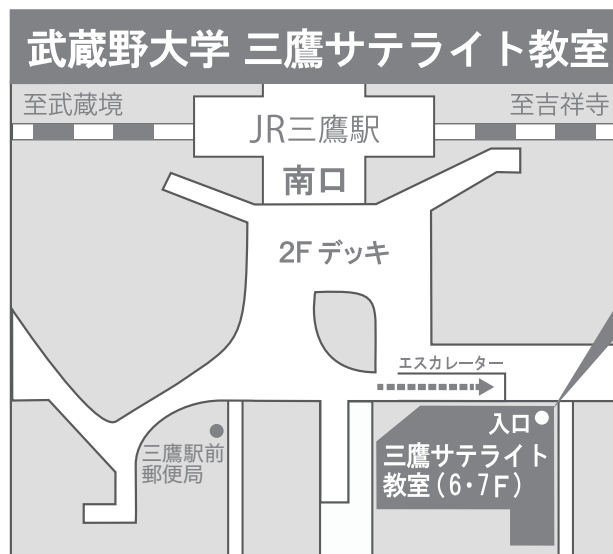 武蔵野大学 三鷹サテライト教室
至武蔵境
至吉祥寺
JR三鷹駅
南口
2Fデッキ
エスカレーター
入口
三鷹駅前
郵便局
三鷹サテライト
教室(6・7F)